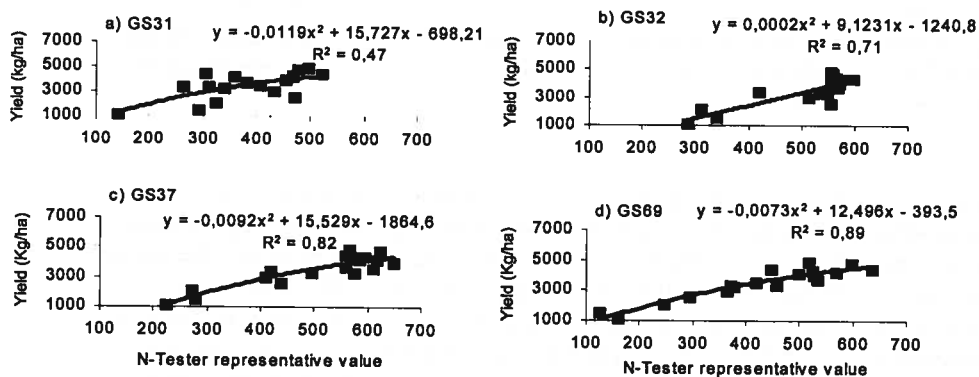 a) GS31
y = -0,0119x² + 15,727x - 698,21
R² = 0,47
Yield (kg/ha)
7000
5000
3000
1000
100 200 300 400 500 600 700
b) GS32
y = 0,0002x² + 9,1231x - 1240,8
R² = 0,71
Yield (kg/ha)
7000
5000
3000
1000
100 200 300 400 500 600 700
c) GS37
y = -0,0092x² + 15,529x - 1864,6
R² = 0,82
Yield (Kg/ha)
7000
5000
3000
1000
100 200 300 400 500 600 700
N-Tester representative value
d) GS69
y = -0,0073x² + 12,496x - 393,5
R² = 0,89
Yield (Kg/ha)
7000
5000
3000
1000
100 200 300 400 500 600 700
N-Tester representative value